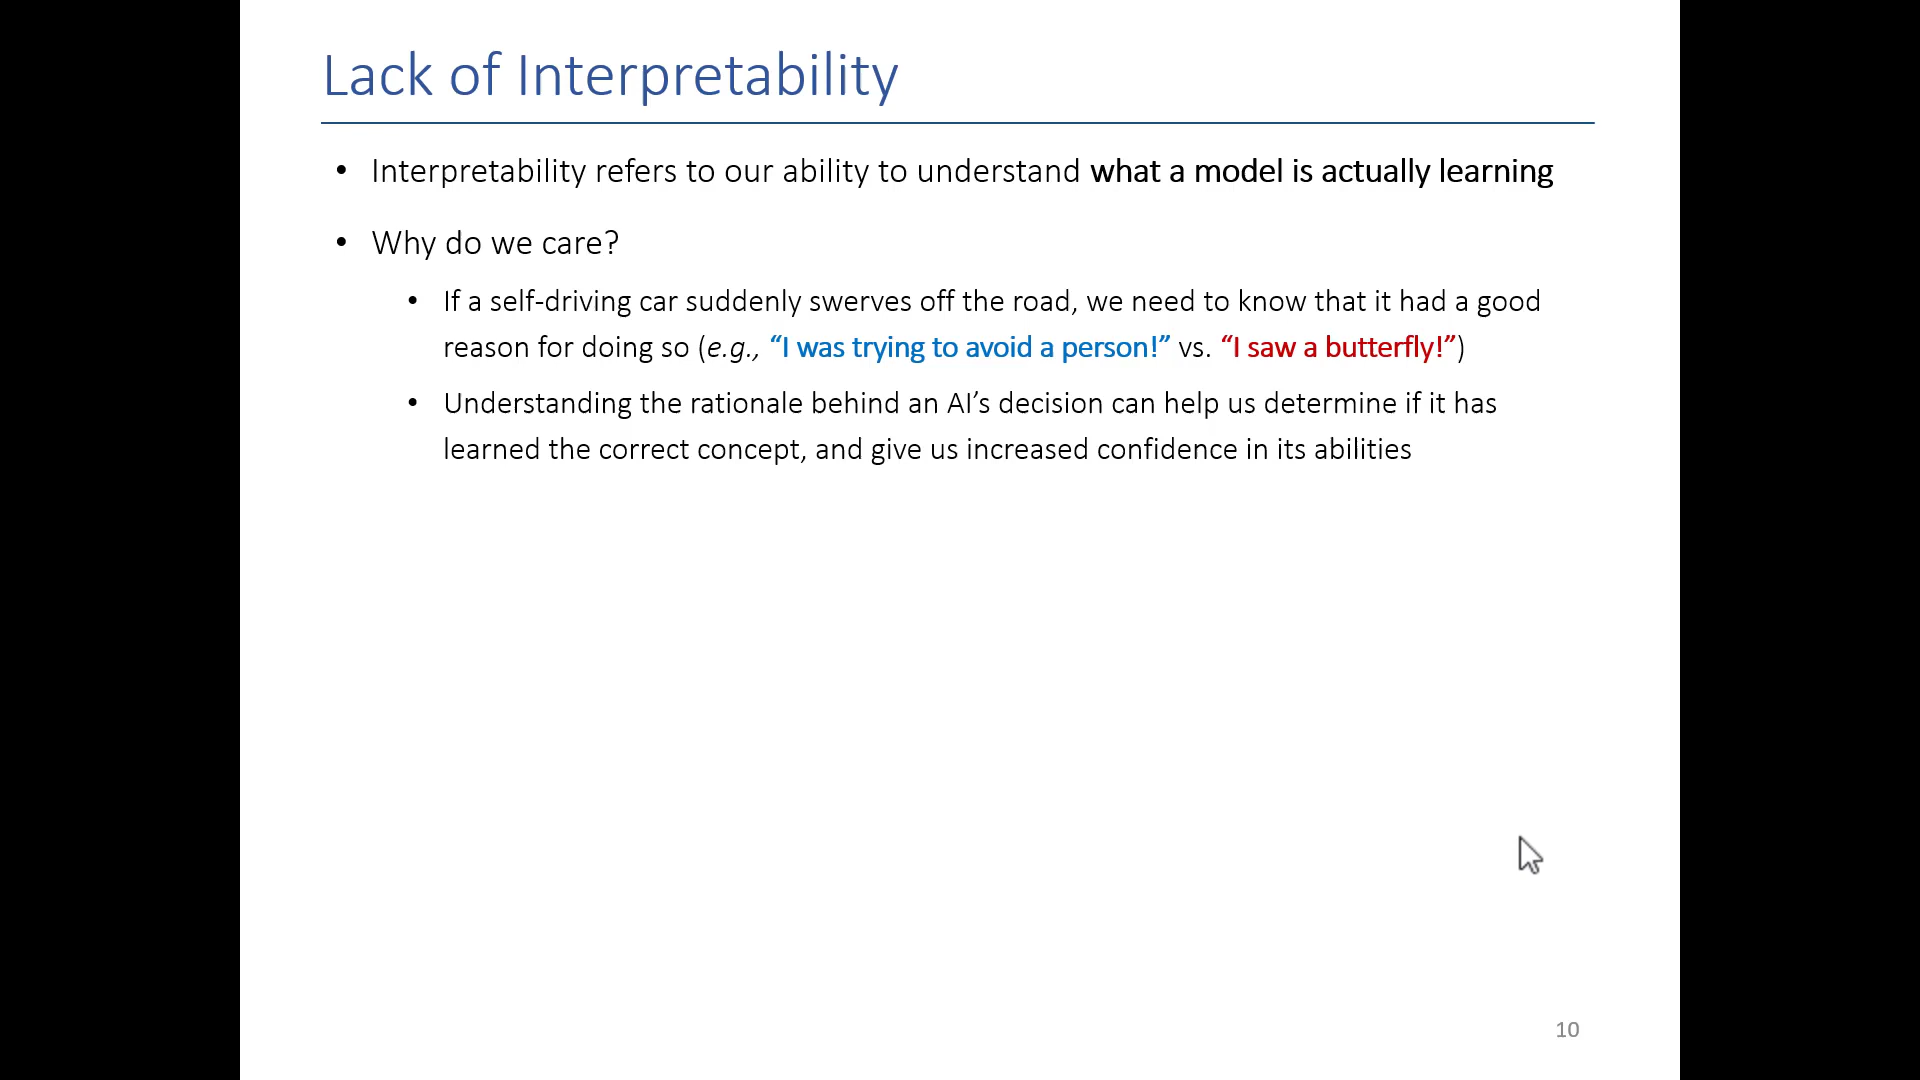 Lack of Interpretability
• Interpretability refers to our ability to understand what a model is actually learning
• Why do we care?
• If a self-driving car suddenly swerves off the road, we need to know that it had a good
reason for doing so (e.g., “I was trying to avoid a person!” vs. “I saw a butterfly!”)
• Understanding the rationale behind an AI’s decision can help us determine if it has
learned the correct concept, and give us increased confidence in its abilities
10